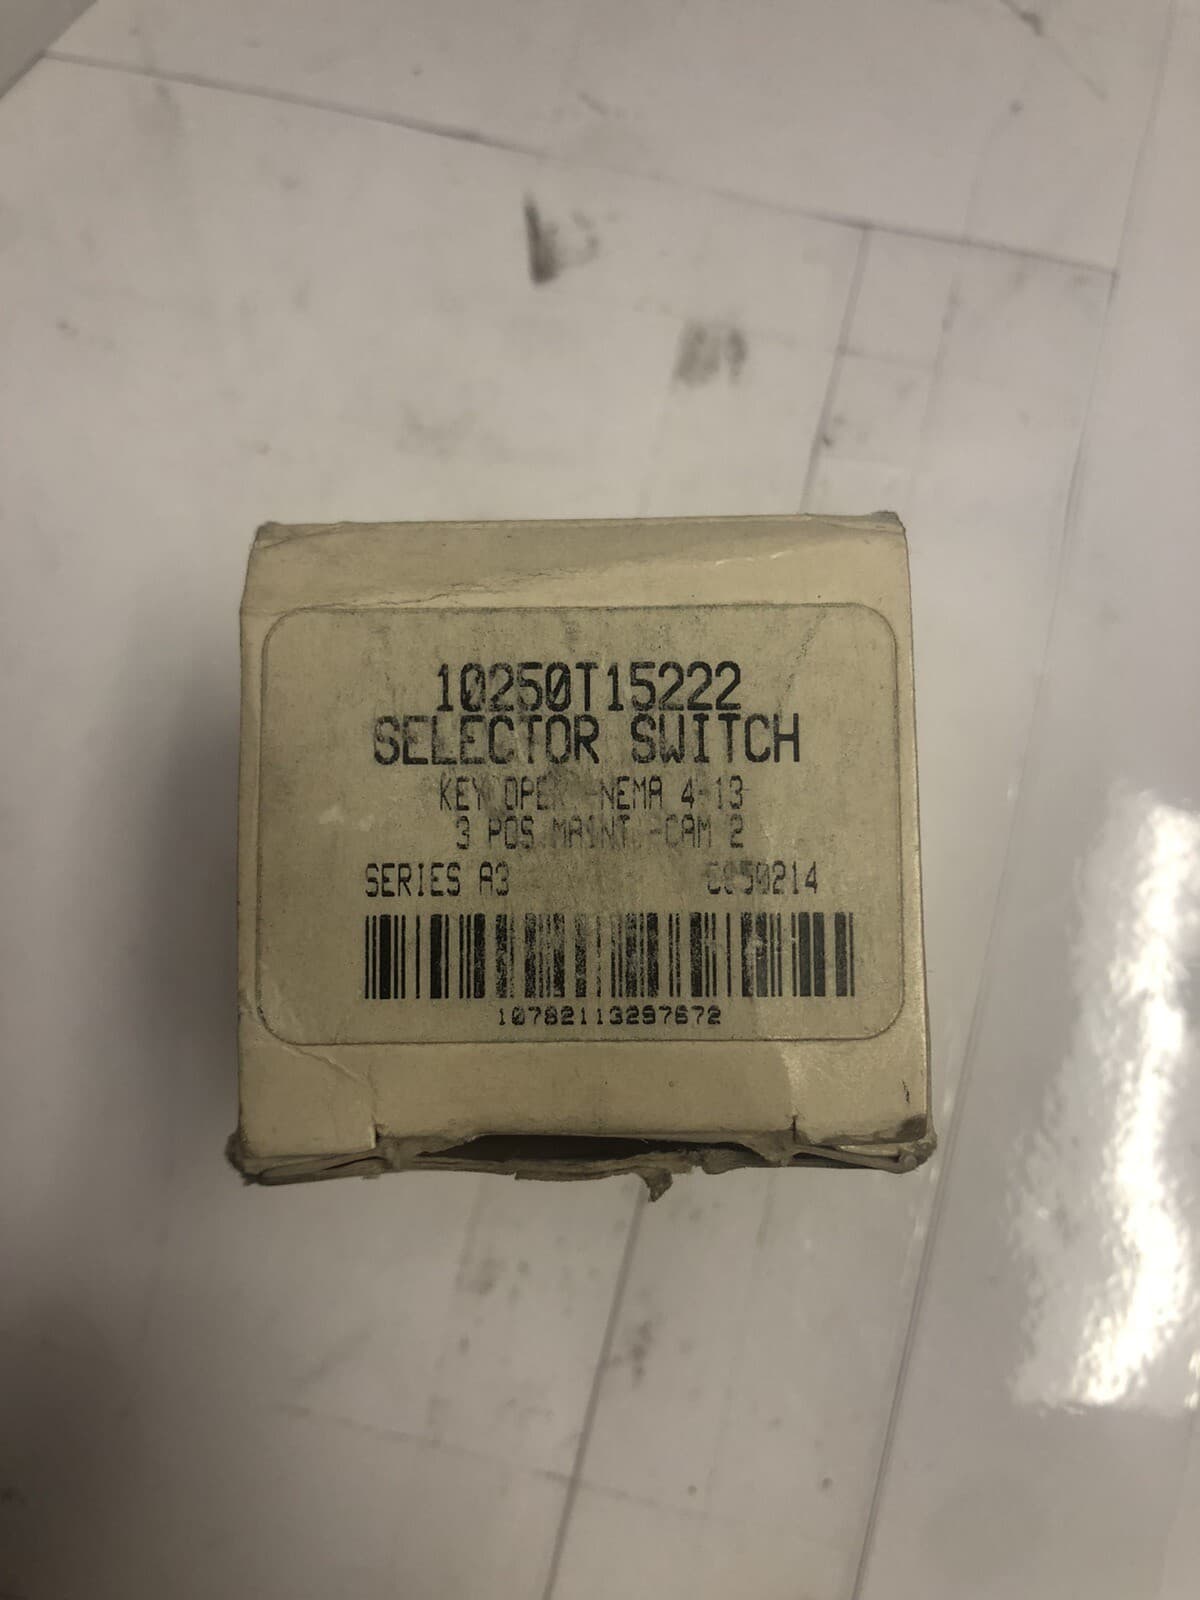 10250T15222
SELECTOR SWITCH
KEY OPER.-NEMA 4-13
3 POS.MAINT.-CAM 2
SERIES A3
10782113297672